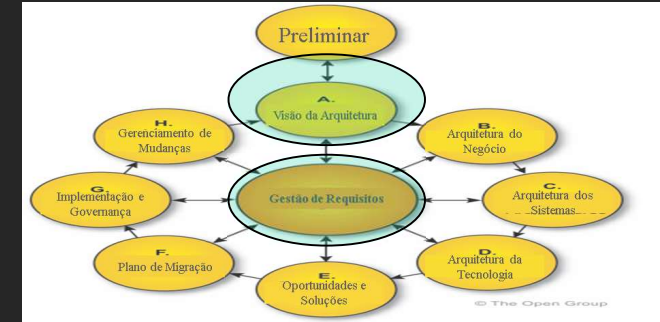 Preliminar
A.
Visão da Arquitetura
B.
Arquitetura do
Negócio
C.
Arquitetura dos
Sistemas
D.
Arquitetura da
Tecnologia
E.
Oportunidades e
Soluções
F.
Plano de Migração
G.
Implementação e
Governança
H.
Gerenciamento de
Mudanças
Gestão de Requisitos
© The Open Group